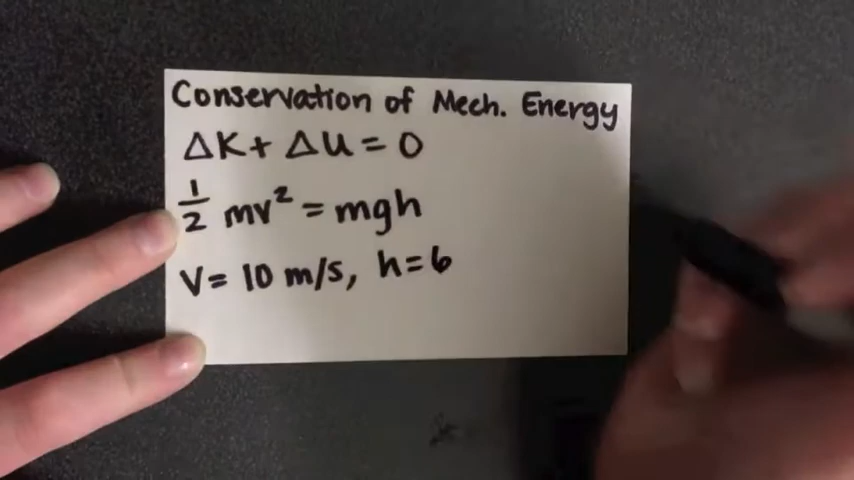 Conservation of Mech. Energy
ΔK + ΔU = 0
1/2 mv² = mgh
V = 10 m/s, h = 6